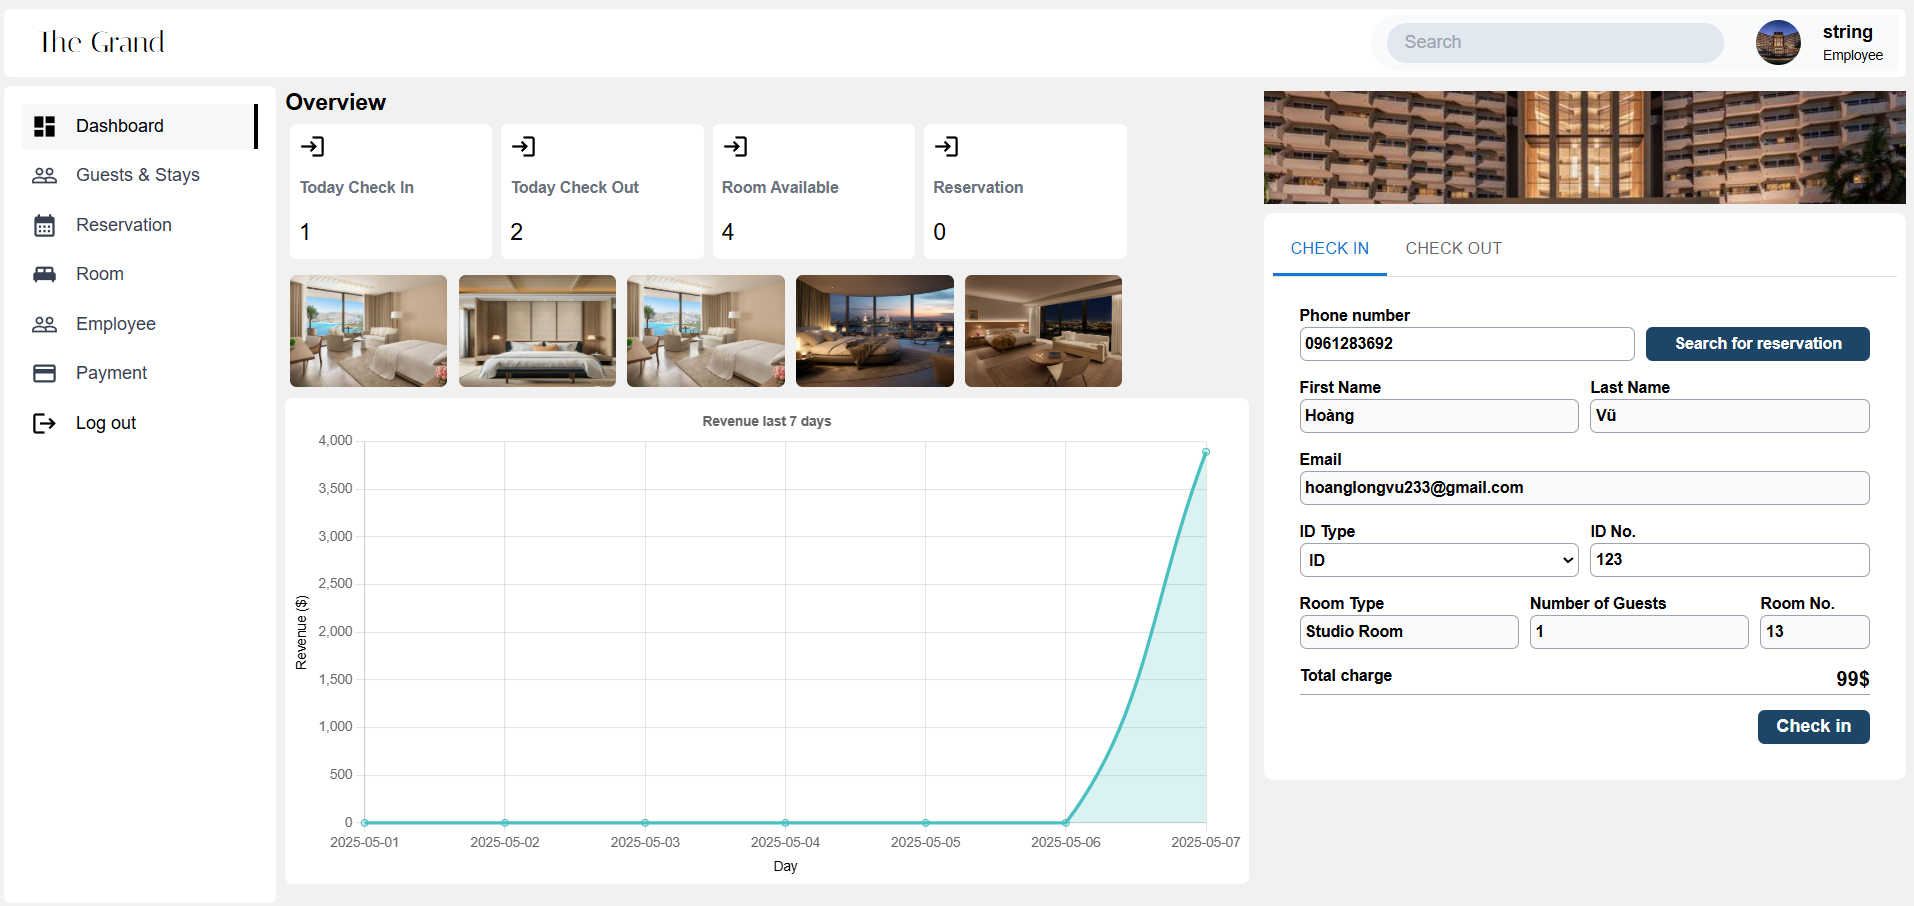 The Grand
Search
string
Employee
Dashboard
Guests & Stays
Reservation
Room
Employee
Payment
Log out
Overview
Today Check In
1
Today Check Out
2
Room Available
4
Reservation
0
Revenue last 7 days
4,000
3,500
3,000
2,500
2,000
1,500
1,000
500
0
Revenue ($)
2025-05-01
2025-05-02
2025-05-03
2025-05-04
2025-05-05
2025-05-06
2025-05-07
Day
CHECK IN
CHECK OUT
Phone number
0961283692
Search for reservation
First Name
Last Name
Hoàng
Vũ
Email
hoanglongvu233@gmail.com
ID Type
ID No.
ID
123
Room Type
Number of Guests
Room No.
Studio Room
1
13
Total charge
99$
Check in